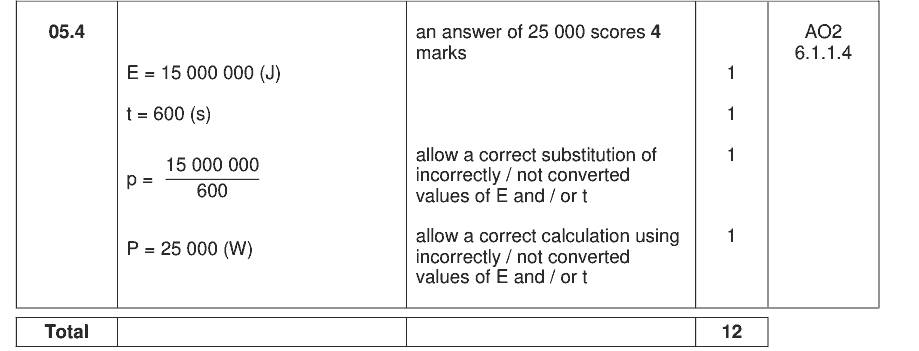 05.4 an answer of 25 000 scores 4 AO2
marks 6.1.1.4
E = 15 000 000 (J) 1
t = 600 (s) 1
p = 15 000 000 / 600 allow a correct substitution of 1
incorrectly / not converted
values of E and / or t
P = 25 000 (W) allow a correct calculation using 1
incorrectly / not converted
values of E and / or t
Total 12